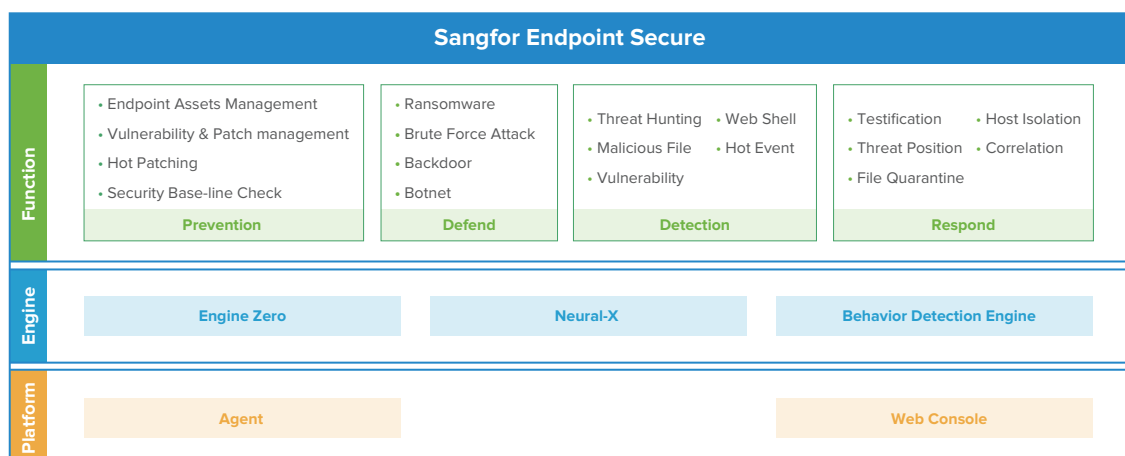 Sangfor Endpoint Secure
Function
• Endpoint Assets Management
• Vulnerability & Patch management
• Hot Patching
• Security Base-line Check
Prevention
• Ransomware
• Brute Force Attack
• Backdoor
• Botnet
Defend
• Threat Hunting • Web Shell
• Malicious File • Hot Event
• Vulnerability
Detection
• Testification • Host Isolation
• Threat Position • Correlation
• File Quarantine
Respond
Engine
Engine Zero
Neural-X
Behavior Detection Engine
Platform
Agent
Web Console